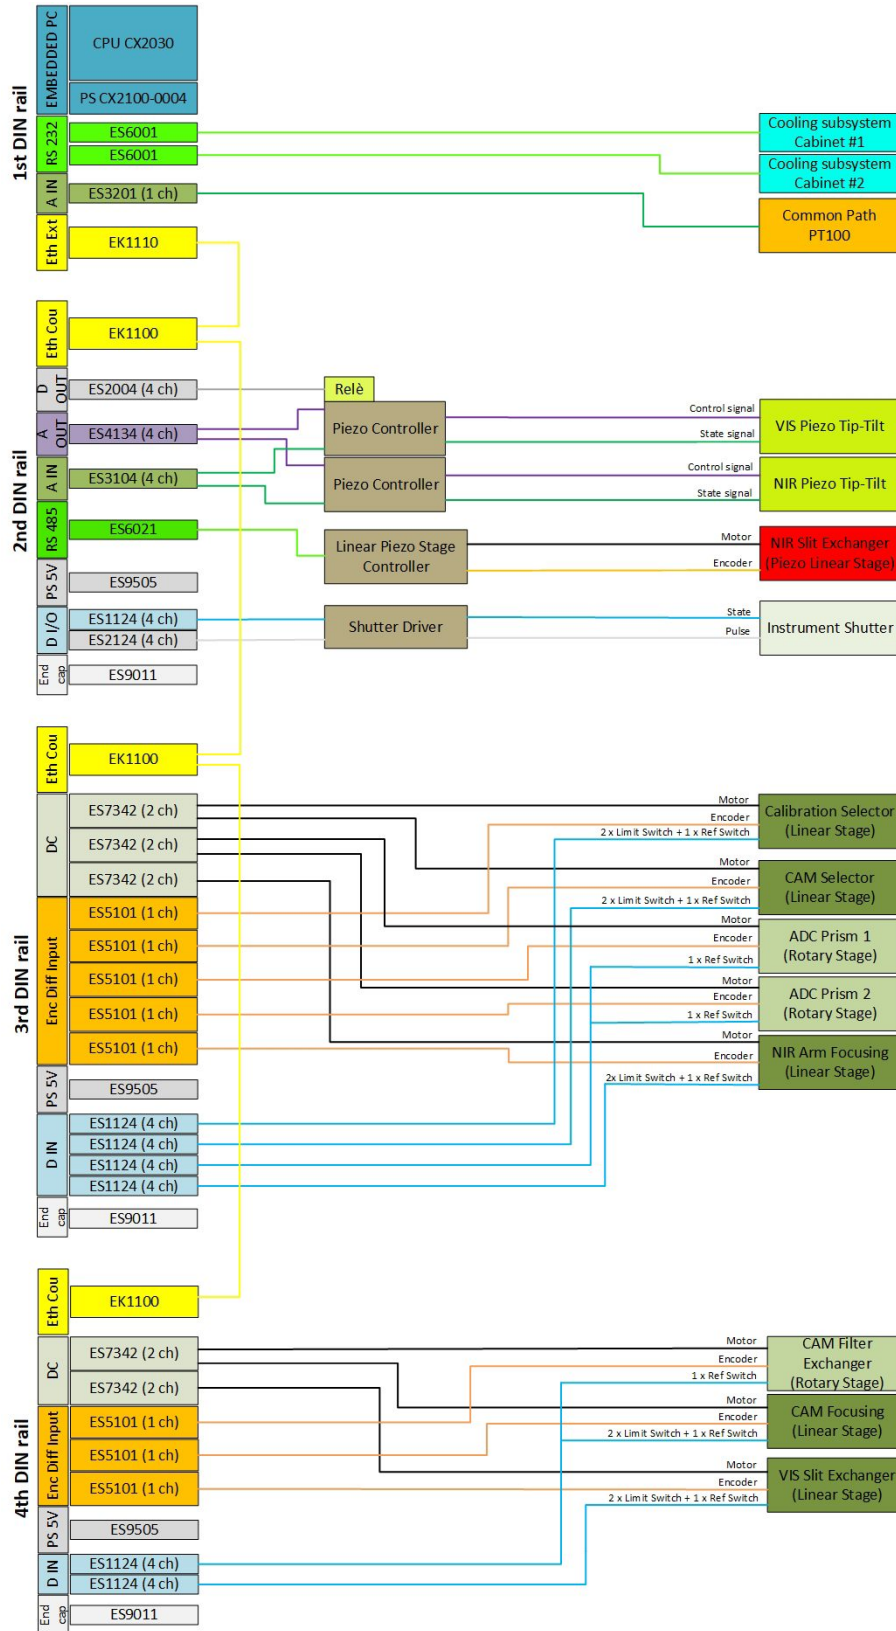 1st DIN rail
EMBEDDED PC
CPU CX2030
PS CX2100-0004
RS 232
ES6001
ES6001
A IN
ES3201 (1 ch)
Eth Ext
EK1110
Cooling subsystem
Cabinet #1
Cooling subsystem
Cabinet #2
Common Path
PT100
2nd DIN rail
Eth Cou
EK1100
D
OUT
ES2004 (4 ch)
A
OUT
ES4134 (4 ch)
A IN
ES3104 (4 ch)
RS 485
ES6021
PS 5V
ES9505
D I/O
ES1124 (4 ch)
ES2124 (4 ch)
End
cap
ES9011
Relè
Piezo Controller
Piezo Controller
Linear Piezo Stage
Controller
Shutter Driver
Control signal
State signal
VIS Piezo Tip-Tilt
Control signal
State signal
NIR Piezo Tip-Tilt
Motor
Encoder
NIR Slit Exchanger
(Piezo Linear Stage)
State
Pulse
Instrument Shutter
3rd DIN rail
Eth Cou
EK1100
DC
ES7342 (2 ch)
ES7342 (2 ch)
ES7342 (2 ch)
Enc Diff Input
ES5101 (1 ch)
ES5101 (1 ch)
ES5101 (1 ch)
ES5101 (1 ch)
ES5101 (1 ch)
PS 5V
ES9505
D IN
ES1124 (4 ch)
ES1124 (4 ch)
ES1124 (4 ch)
ES1124 (4 ch)
End
cap
ES9011
Motor
Encoder
2 x Limit Switch + 1 x Ref Switch
Calibration Selector
(Linear Stage)
Motor
Encoder
2 x Limit Switch + 1 x Ref Switch
CAM Selector
(Linear Stage)
Motor
Encoder
1 x Ref Switch
ADC Prism 1
(Rotary Stage)
Motor
Encoder
1 x Ref Switch
ADC Prism 2
(Rotary Stage)
Motor
Encoder
2x Limit Switch + 1 x Ref Switch
NIR Arm Focusing
(Linear Stage)
4th DIN rail
Eth Cou
EK1100
DC
ES7342 (2 ch)
ES7342 (2 ch)
Enc Diff Input
ES5101 (1 ch)
ES5101 (1 ch)
ES5101 (1 ch)
PS 5V
ES9505
D IN
ES1124 (4 ch)
ES1124 (4 ch)
End
cap
ES9011
Motor
Encoder
1 x Ref Switch
CAM Filter
Exchanger
(Rotary Stage)
Motor
Encoder
2 x Limit Switch + 1 x Ref Switch
CAM Focusing
(Linear Stage)
Motor
Encoder
2 x Limit Switch + 1 x Ref Switch
VIS Slit Exchanger
(Linear Stage)